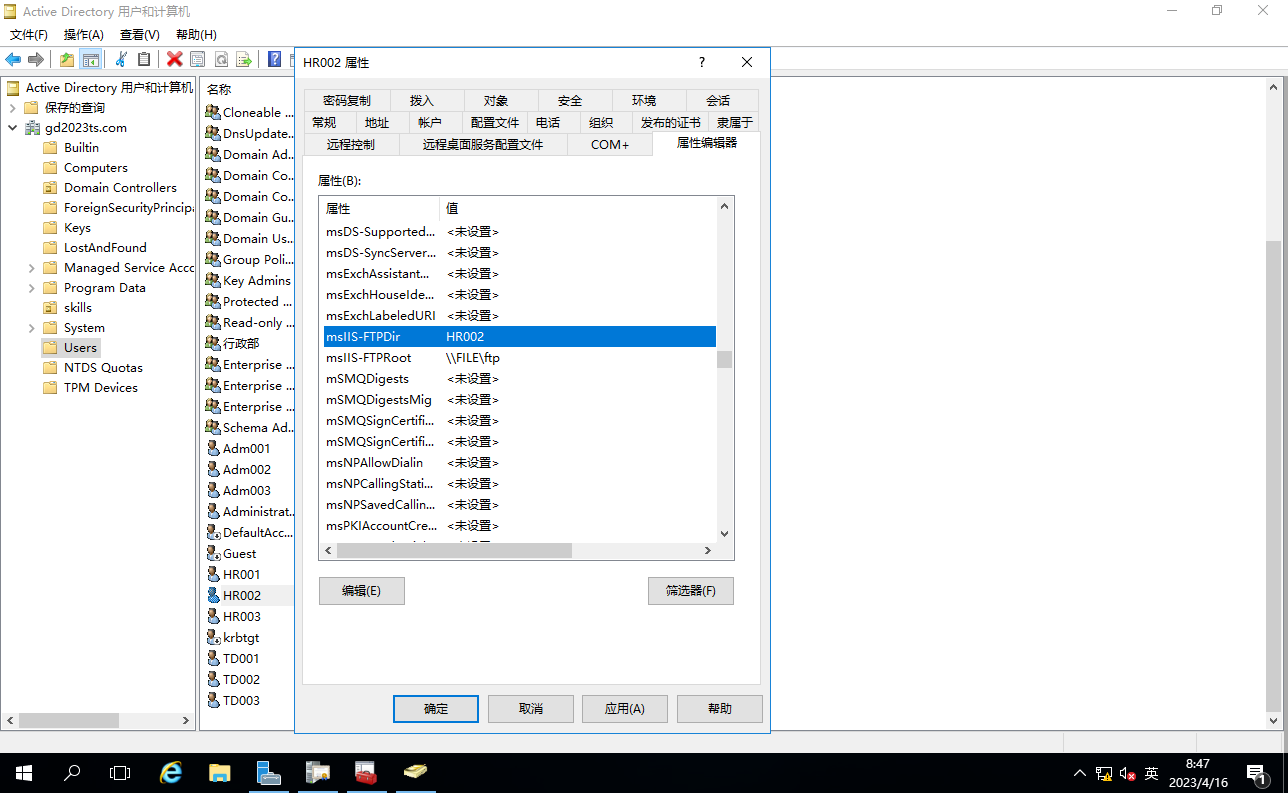 Active Directory 用户和计算机
文件(F) 操作(A) 查看(V) 帮助(H)
Active Directory 用户和计算机
保存的查询
gd2023ts.com
Builtin
Computers
Domain Controllers
ForeignSecurityPrincipa
Keys
LostAndFound
Managed Service Acco
Program Data
skills
System
Users
NTDS Quotas
TPM Devices
名称
Cloneable ...
DnsUpdate...
Domain Ad...
Domain Co...
Domain Co...
Domain Gu...
Domain Us...
Group Poli...
Key Admins
Protected ...
Read-only ...
行政部
Enterprise ...
Enterprise ...
Enterprise ...
Schema Ad...
Adm001
Adm002
Adm003
Administrat...
DefaultAcc...
Guest
HR001
HR002
HR003
krbtgt
TD001
TD002
TD003
HR002 属性
?
密码复制 拨入 对象 安全 环境 会话
常规 地址 帐户 配置文件 电话 组织 发布的证书 隶属于
远程控制 远程桌面服务配置文件 COM+ 属性编辑器
属性(B):
属性 值
msDS-Supported... <未设置>
msDS-SyncServer... <未设置>
msExchAssistant... <未设置>
msExchHouseIde... <未设置>
msExchLabeledURI <未设置>
msIIS-FTPDir HR002
msIIS-FTPRoot \\FILE\ftp
mSMQDigests <未设置>
mSMQDigestsMig <未设置>
mSMQSignCertifi... <未设置>
mSMQSignCertifi... <未设置>
msNPAllowDialin <未设置>
msNPCallingStati... <未设置>
msNPSavedCallin... <未设置>
msPKIAccountCre... <未设置>
编辑(E) 筛选器(F)
确定 取消 应用(A) 帮助
英
8:47
2023/4/16
1